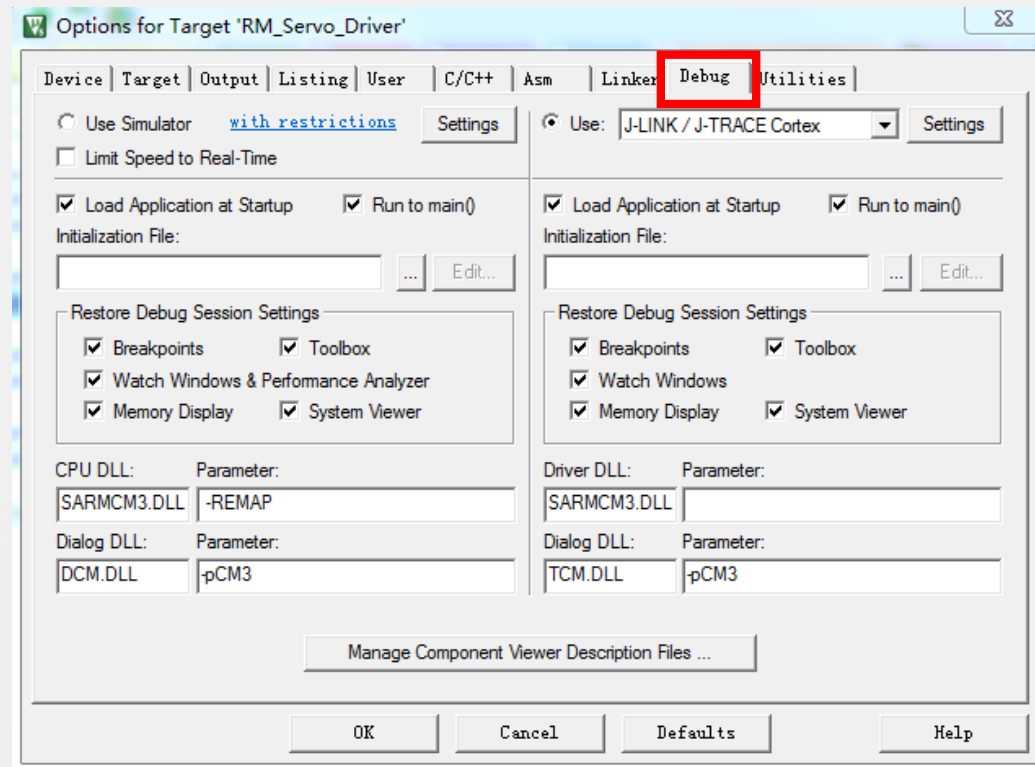 Options for Target 'RM_Servo_Driver'
Device Target Output Listing User C/C++ Asm Linker Debug Utilities
Use Simulator with restrictions Settings
Limit Speed to Real-Time
Load Application at Startup Run to main()
Initialization File:
... Edit...
Restore Debug Session Settings
Breakpoints Toolbox
Watch Windows & Performance Analyzer
Memory Display System Viewer
CPU DLL: Parameter:
SARMCM3.DLL -REMAP
Dialog DLL: Parameter:
DCM.DLL -pCM3
Use: J-LINK / J-TRACE Cortex Settings
Load Application at Startup Run to main()
Initialization File:
... Edit...
Restore Debug Session Settings
Breakpoints Toolbox
Watch Windows
Memory Display System Viewer
Driver DLL: Parameter:
SARMCM3.DLL
Dialog DLL: Parameter:
TCM.DLL -pCM3
Manage Component Viewer Description Files ...
OK Cancel Defaults Help